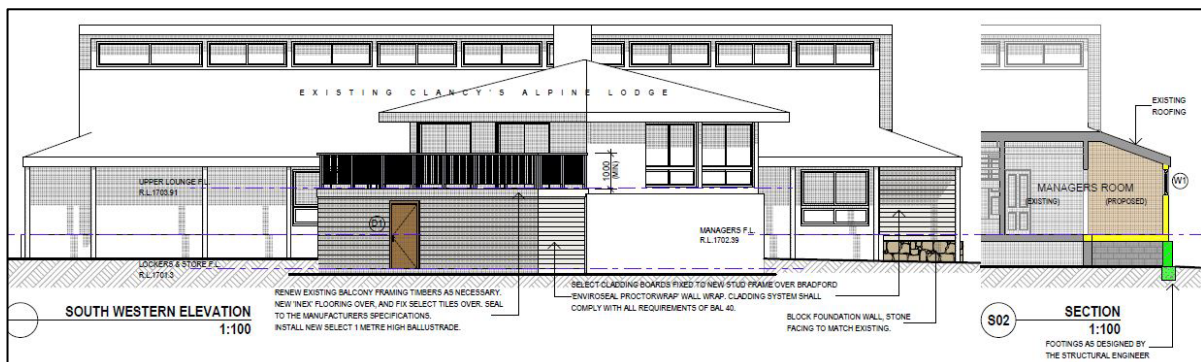 EXISTING CLANCY'S ALPINE LODGE
1000
(MIN)
UPPER LOUNGE F.L.
R.L.1703.91
D1
MANAGERS F.L.
R.L.1702.39
LOCKERS & STORE F.L.
R.L.1701.3
RENEW EXISTING BALCONY FRAMING TIMBERS AS NECESSARY.
NEW 'INEX' FLOORING OVER, AND FIX SELECT TILES OVER. SEAL
TO THE MANUFACTURERS SPECIFICATIONS.
INSTALL NEW SELECT 1 METRE HIGH BALLUSTRADE.
SELECT CLADDING BOARDS FIXED TO NEW STUD FRAME OVER BRADFORD
'ENVIROSEAL PROCTORWRAP' WALL WRAP. CLADDING SYSTEM SHALL
COMPLY WITH ALL REQUIREMENTS OF BAL 40.
BLOCK FOUNDATION WALL, STONE
FACING TO MATCH EXISTING.
SOUTH WESTERN ELEVATION
1:100
EXISTING
ROOFING
MANAGERS ROOM
(EXISTING) (PROPOSED)
W1
S02
SECTION
1:100
FOOTINGS AS DESIGNED BY
THE STRUCTURAL ENGINEER